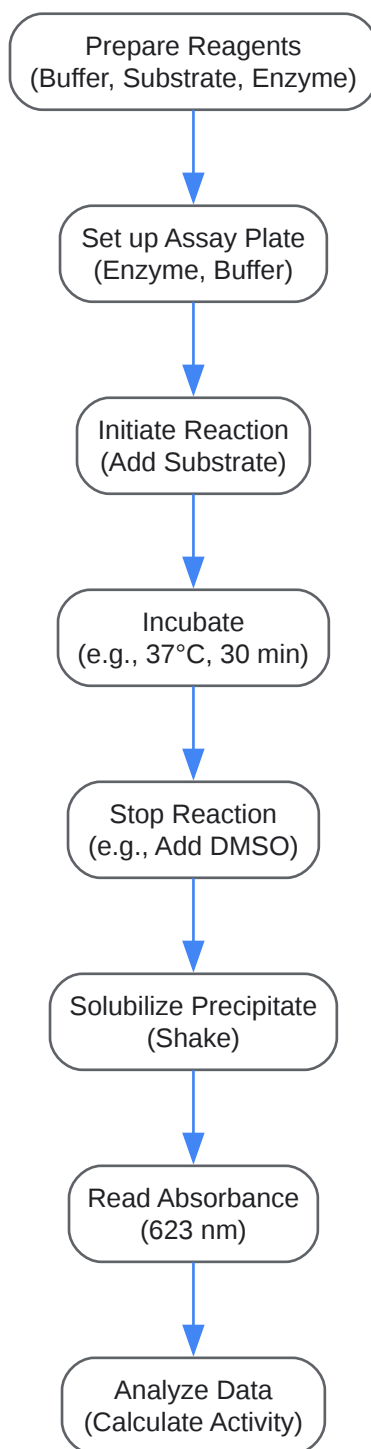 Prepare Reagents
(Buffer, Substrate, Enzyme)
Set up Assay Plate
(Enzyme, Buffer)
Initiate Reaction
(Add Substrate)
Incubate
(e.g., 37°C, 30 min)
Stop Reaction
(e.g., Add DMSO)
Solubilize Precipitate
(Shake)
Read Absorbance
(623 nm)
Analyze Data
(Calculate Activity)